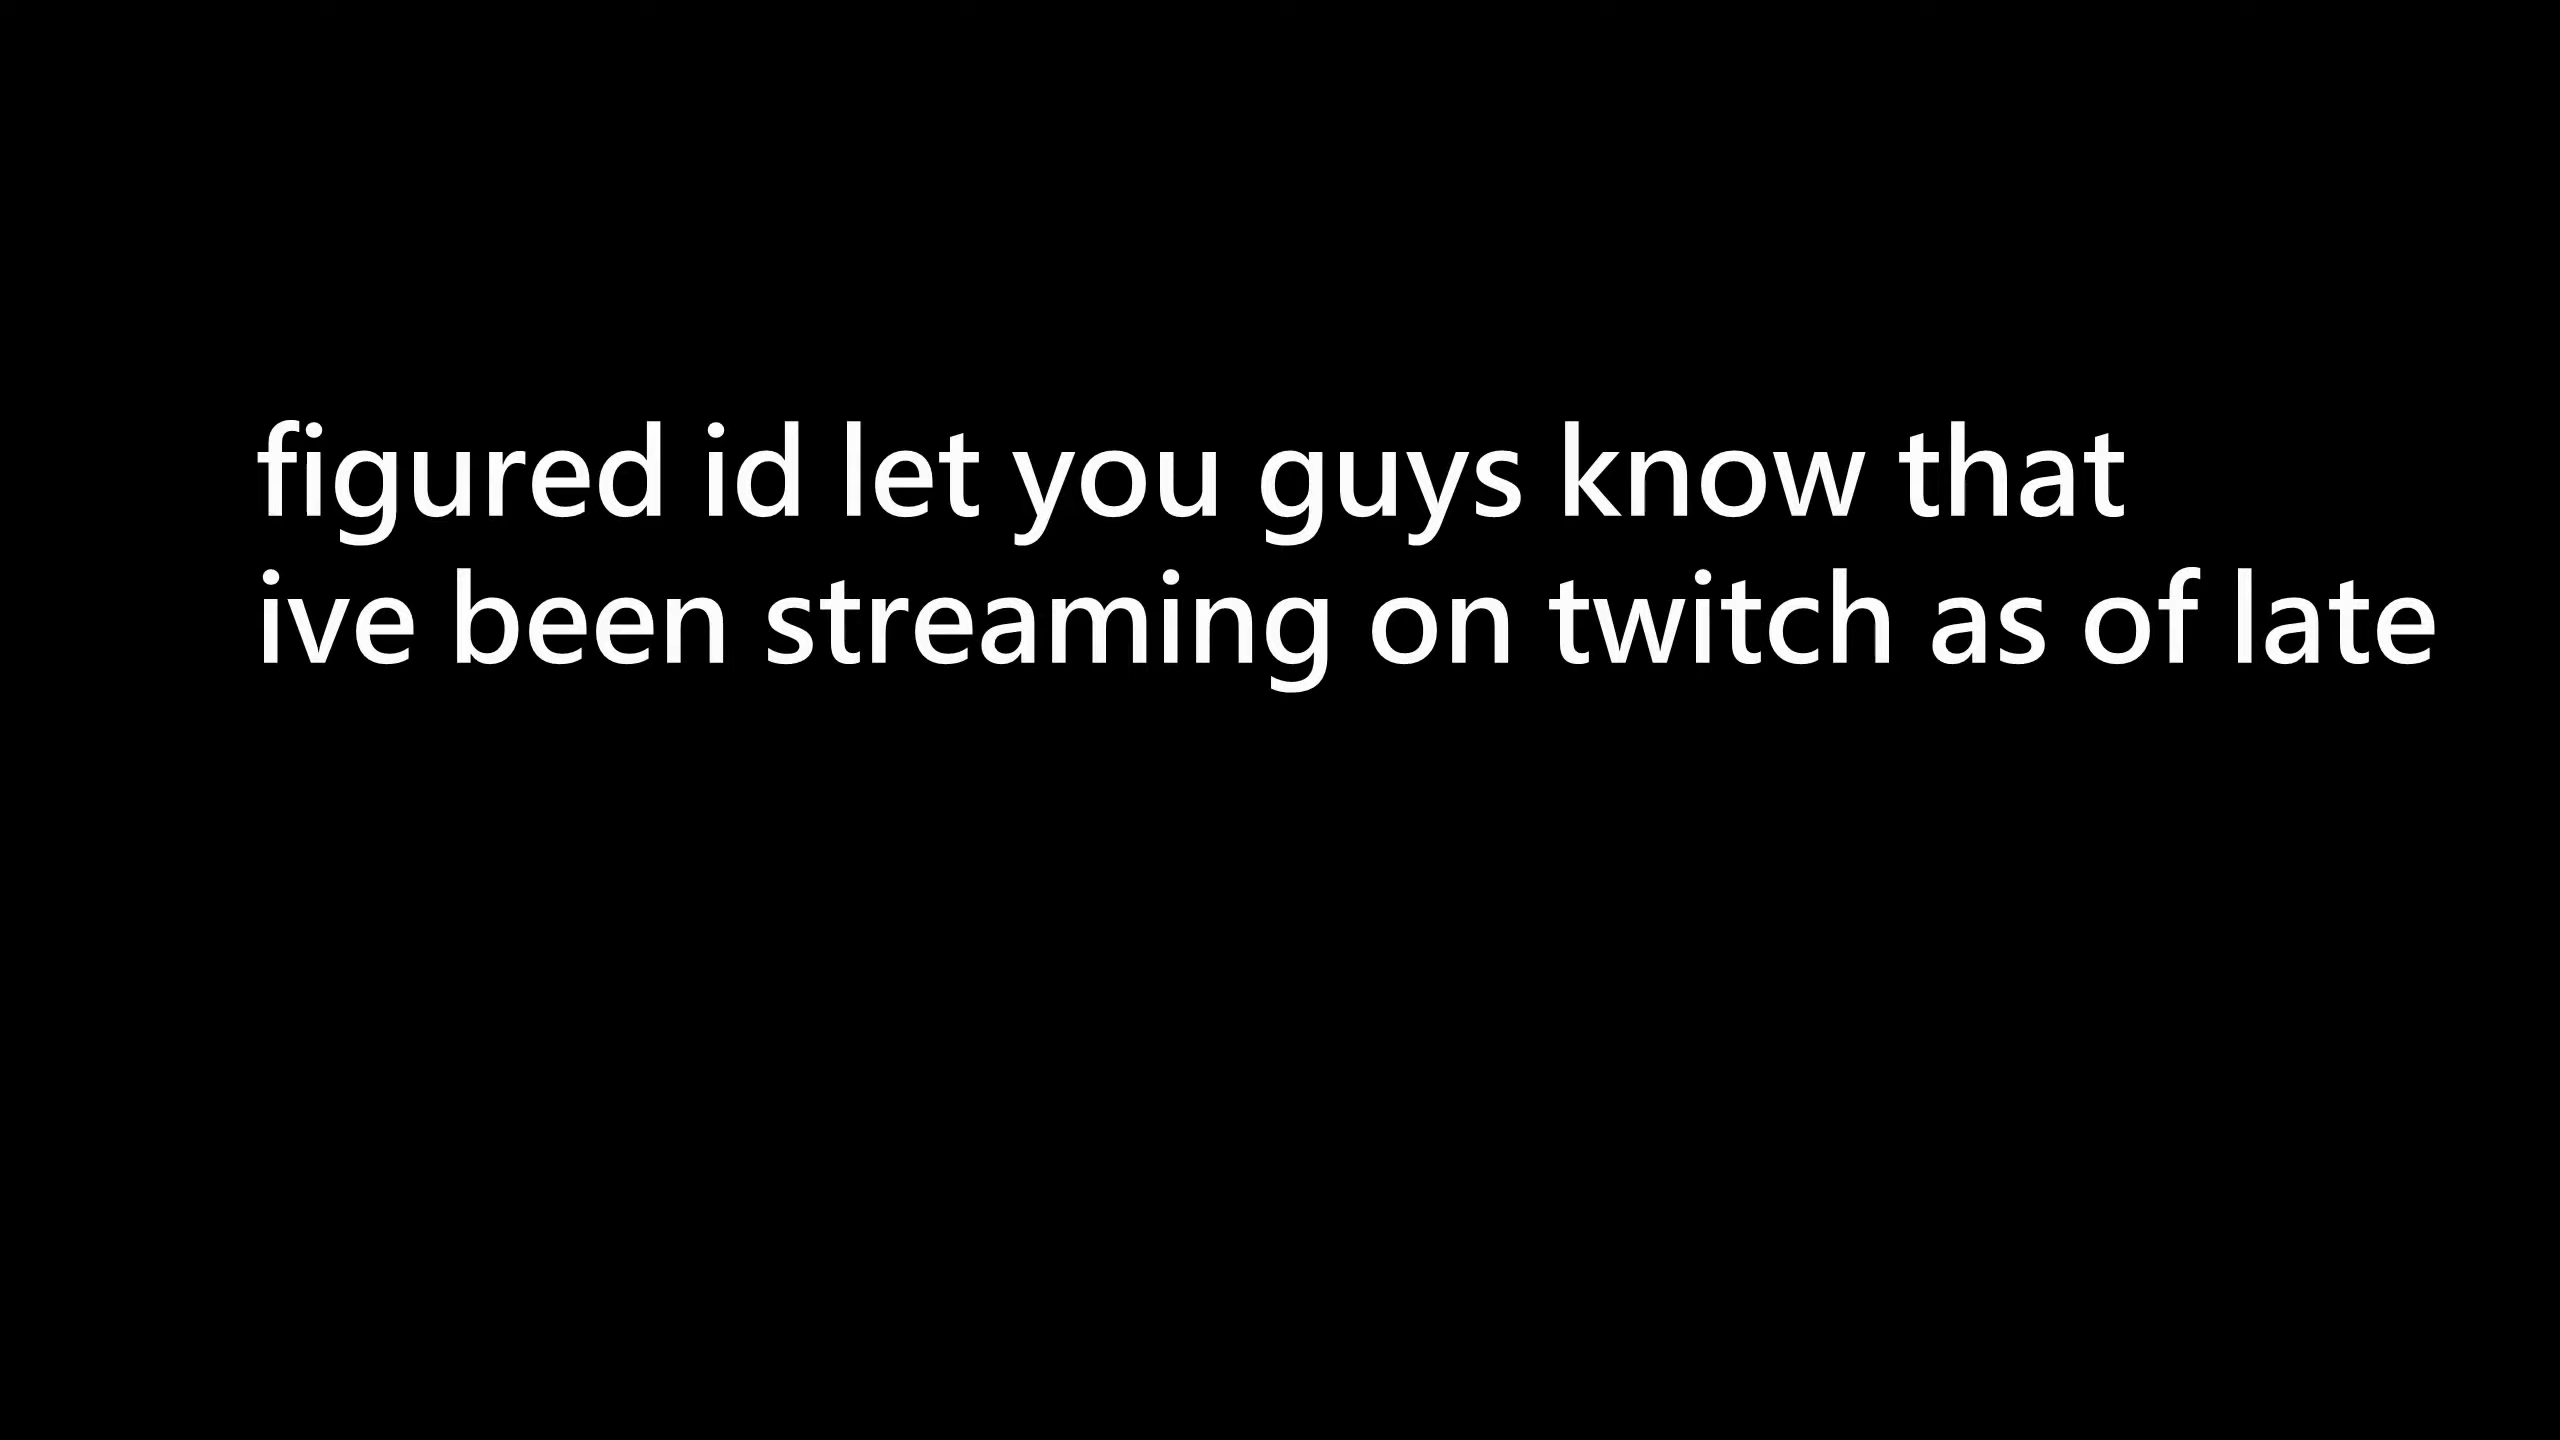 figured id let you guys know that
ive been streaming on twitch as of late